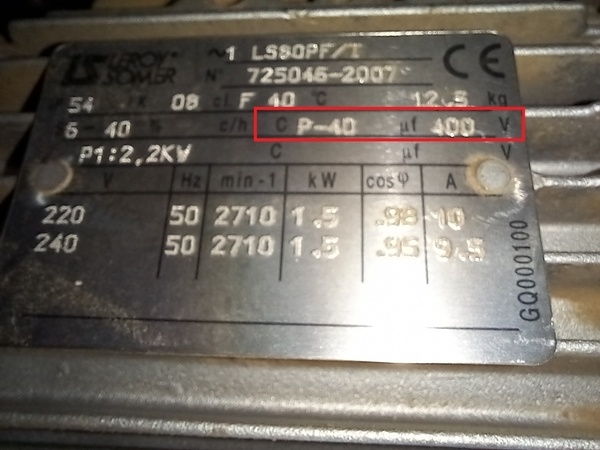 LS LEROY® SOMER ~1 LS80PF/T
N° 725046-2007 CE
54 /K 08 cl. F 40 °C 12.5 kg
6-40 % c/h C P-40 µf 400 V
P1:2,2KW C µf V
V Hz min-1 kW cosφ A
220 50 2710 1.5 .98 10
240 50 2710 1.5 .95 9.5
GQ000100